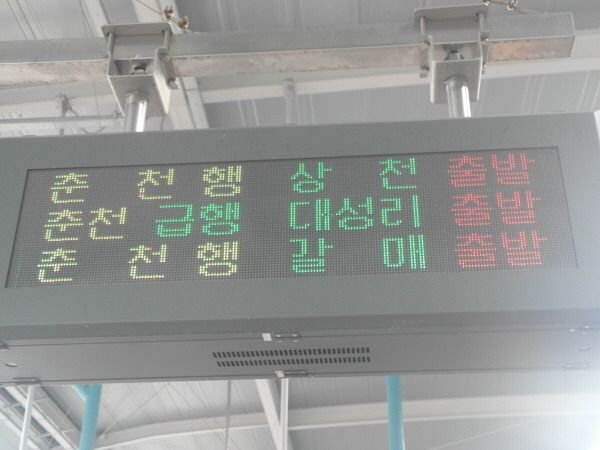 춘 천 행 상 천 출발
춘천 급행 대성리 출발
춘 천 행 갈 매 출발